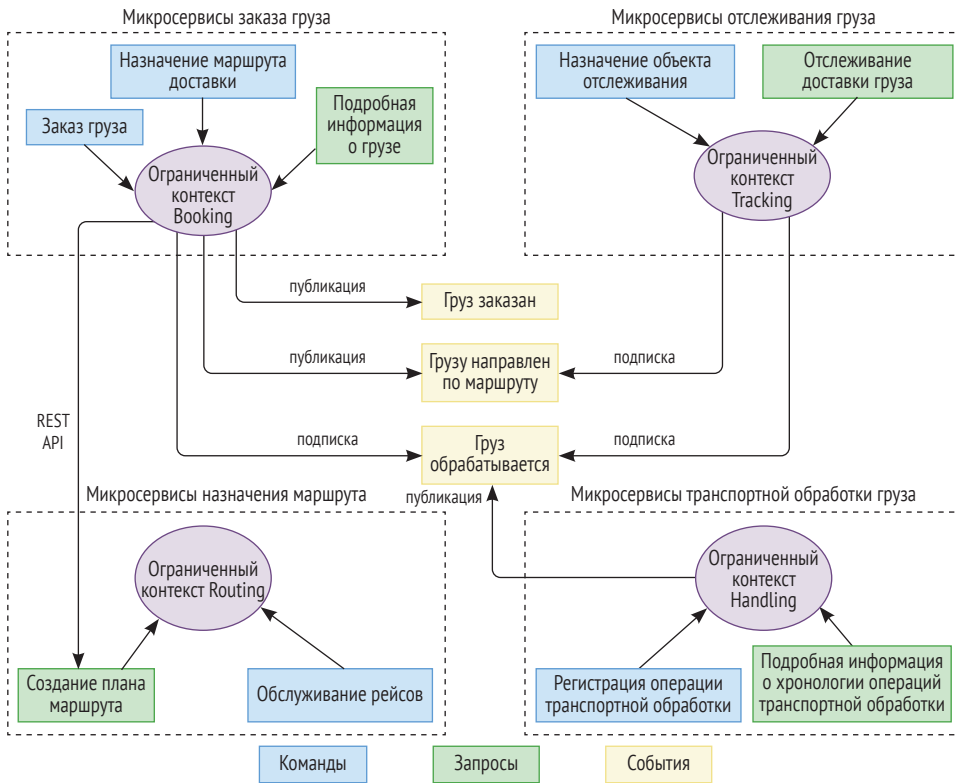 Микросервисы заказа груза
Назначение маршрута
доставки
Заказ груза
Подробная
информация
о грузе
Ограниченный
контекст
Booking
Микросервисы отслеживания груза
Назначение объекта
отслеживания
Отслеживание
доставки груза
Ограниченный
контекст
Tracking
публикация
Груз заказан
публикация
Грузу направлен
по маршруту
подписка
REST
API
подписка
Груз
обрабатывается
подписка
публикация
Микросервисы назначения маршрута
Ограниченный
контекст Routing
Создание плана
маршрута
Обслуживание рейсов
Микросервисы транспортной обработки груза
Ограниченный
контекст
Handling
Регистрация операции
транспортной обработки
Подробная информация
о хронологии операций
транспортной обработки
Команды
Запросы
События